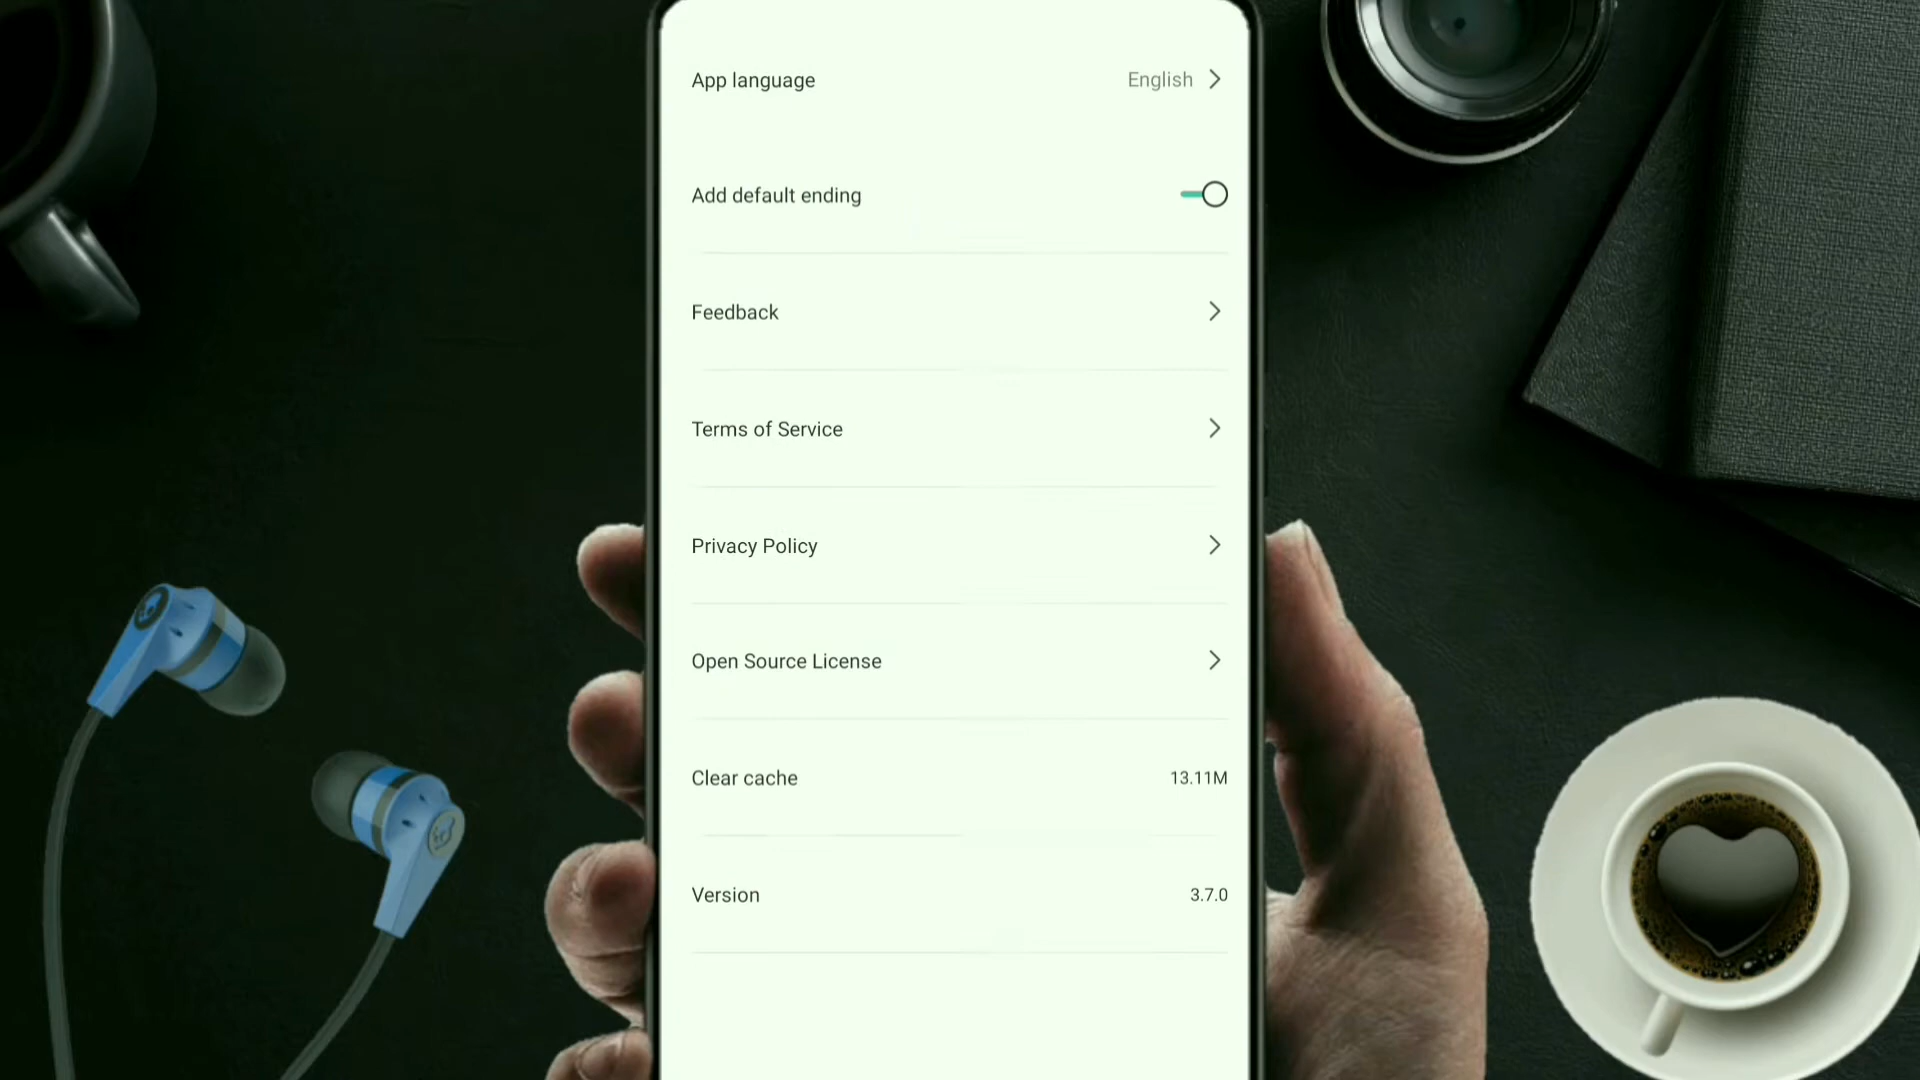 App language English
Add default ending
Feedback
Terms of Service
Privacy Policy
Open Source License
Clear cache 13.11M
Version 3.7.0